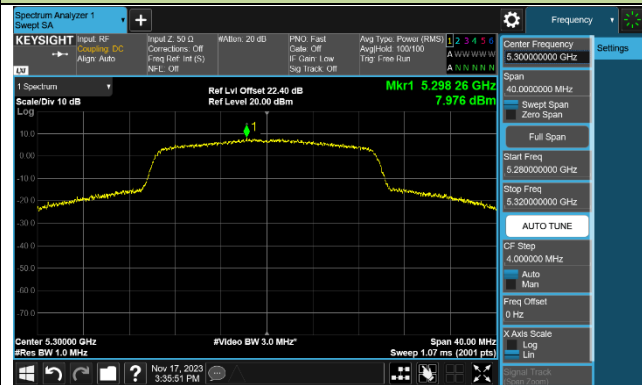 Spectrum Analyzer 1
Swept SA
Frequency
KEYSIGHT
Input: RF
Coupling: DC
Align: Auto
Input Z: 50 Ω
Corrections: Off
Freq Ref: Int (S)
NFE: Off
#Atten: 20 dB
PNO: Fast
Gate: Off
IF Gain: Low
Sig Track: Off
Avg Type: Power (RMS)
Avg|Hold: 100/100
Trig: Free Run
1 2 3 4 5 6
A W W W W W
A N N N N N
LXI
1 Spectrum
Scale/Div 10 dB
Ref Lvl Offset 22.40 dB
Ref Level 20.00 dBm
Mkr1 5.298 26 GHz
7.976 dBm
Log
1
10.0
0.00
-10.0
-20.0
-30.0
-40.0
-50.0
-60.0
-70.0
Center 5.30000 GHz
#Res BW 1.0 MHz
#Video BW 3.0 MHz*
Span 40.00 MHz
Sweep 1.07 ms (2001 pts)
Center Frequency
5.300000000 GHz
Settings
Span
40.0000000 MHz
Swept Span
Zero Span
Full Span
Start Freq
5.280000000 GHz
Stop Freq
5.320000000 GHz
AUTO TUNE
CF Step
4.000000 MHz
Auto
Man
Freq Offset
0 Hz
X Axis Scale
Log
Lin
Signal Track
(Span Zoom)
Nov 17, 2023
3:35:51 PM